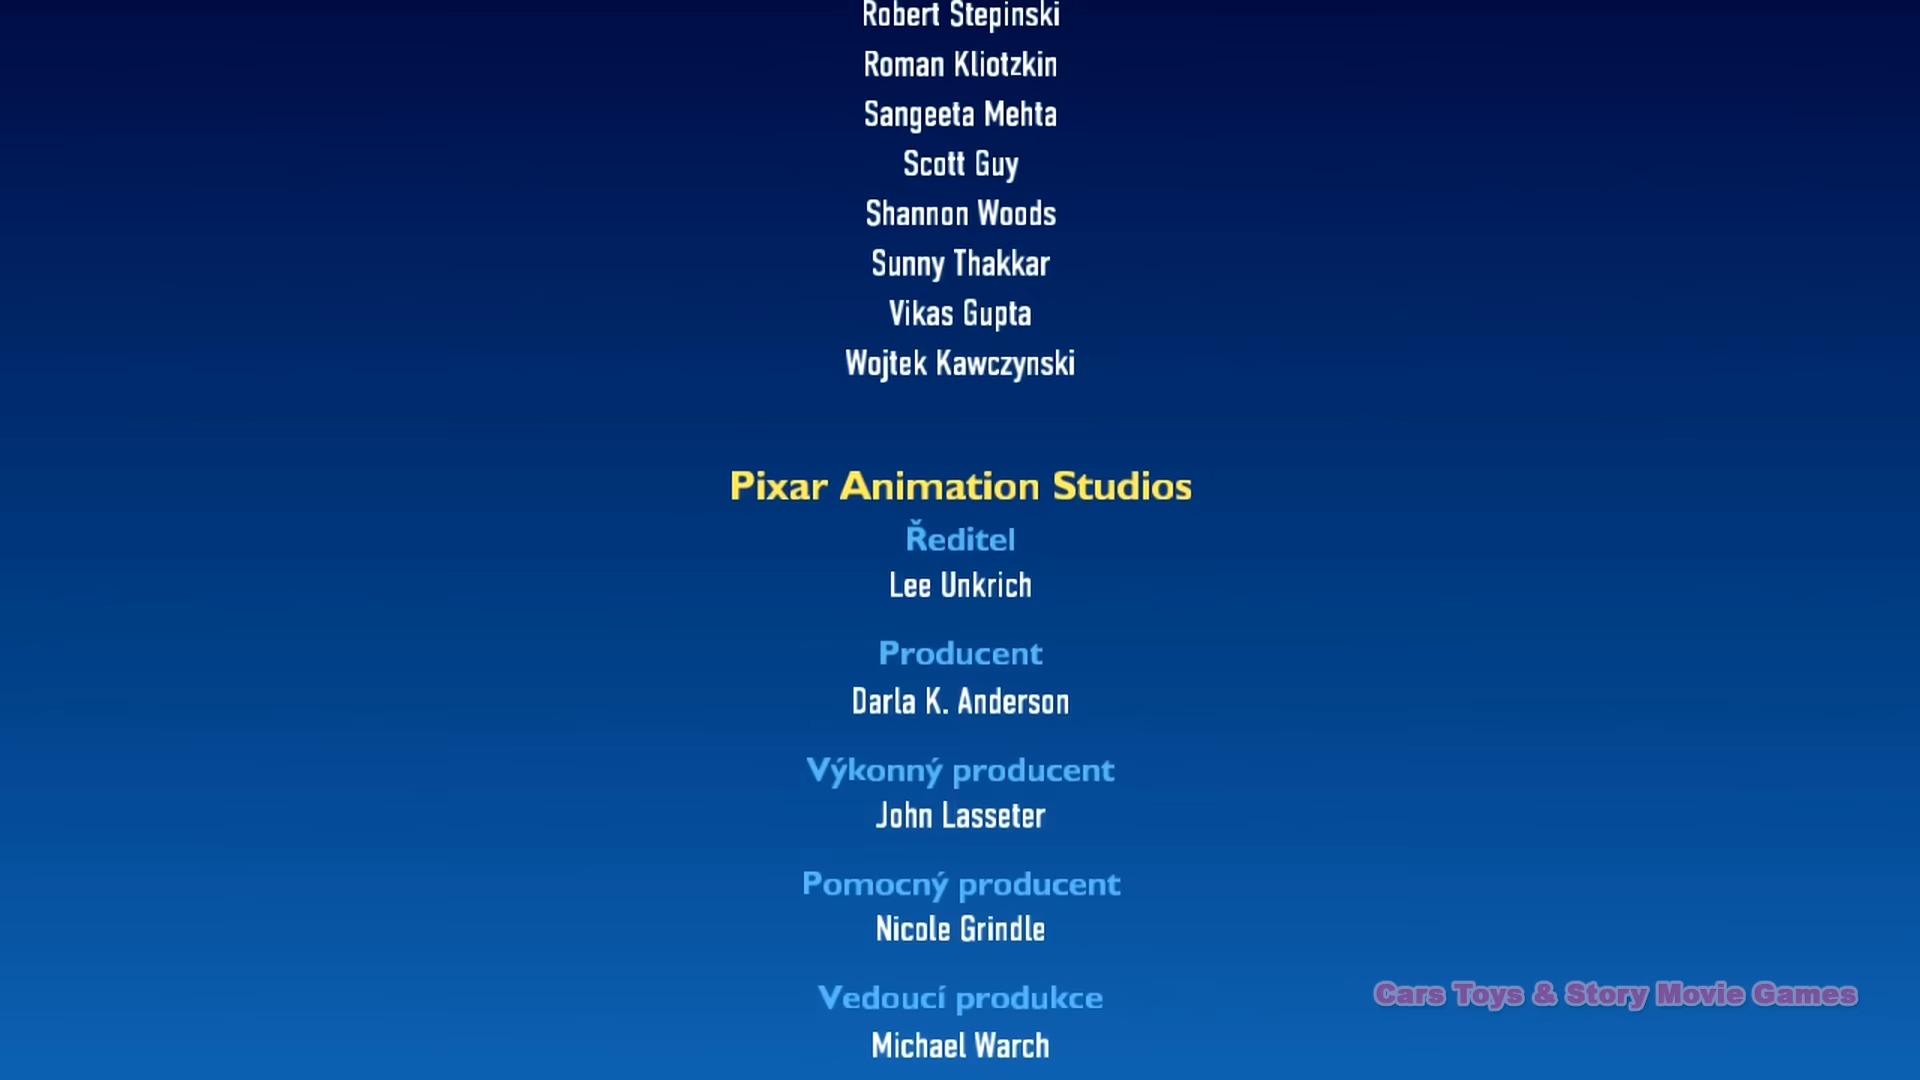 Robert Stepinski
Roman Kliotzkin
Sangeeta Mehta
Scott Guy
Shannon Woods
Sunny Thakkar
Vikas Gupta
Wojtek Kawczynski
Pixar Animation Studios
Ředitel
Lee Unkrich
Producent
Darla K. Anderson
Výkonný producent
John Lasseter
Pomocný producent
Nicole Grindle
Vedoucí produkce
Cars Toys & Story Movie Games
Michael Warch